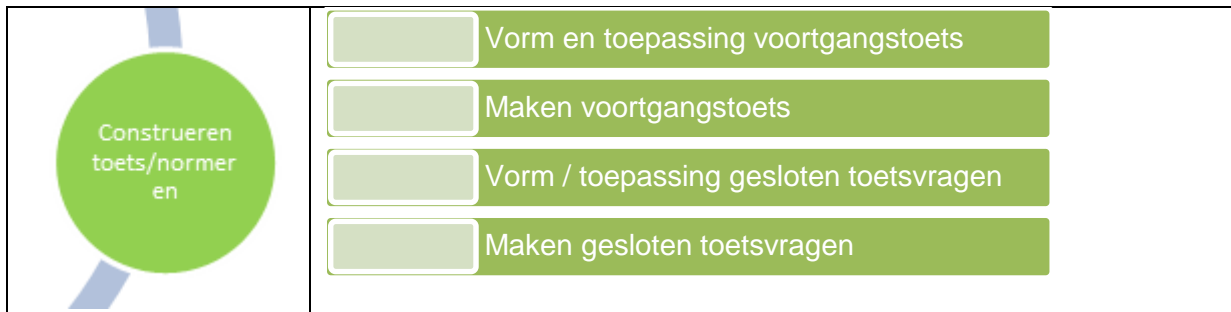 Construeren
toets/normer
en
Vorm en toepassing voortgangstoets
Maken voortgangstoets
Vorm / toepassing gesloten toetsvragen
Maken gesloten toetsvragen